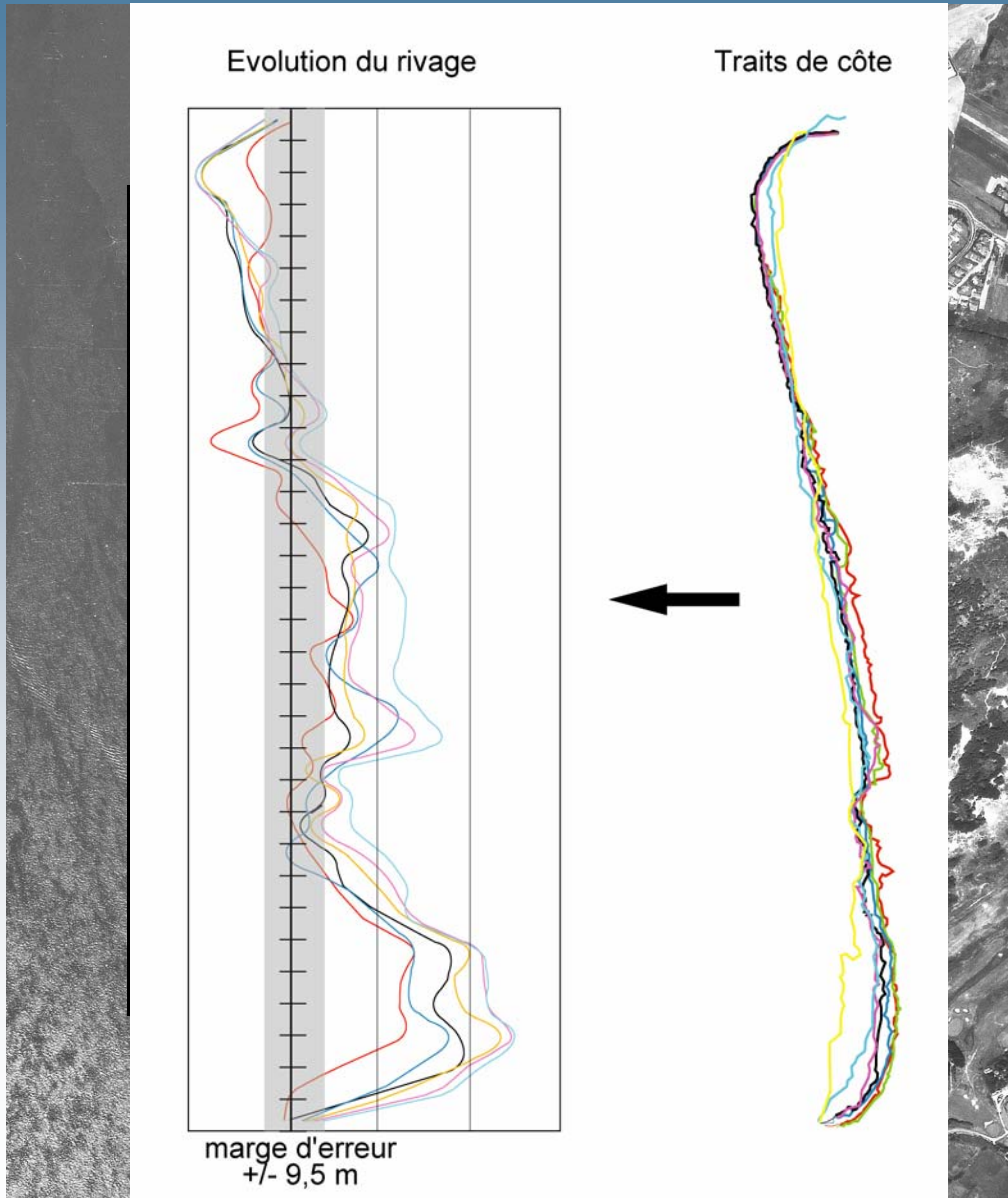 Evolution du rivage
Traits de côte
marge d'erreur
+/- 9,5 m